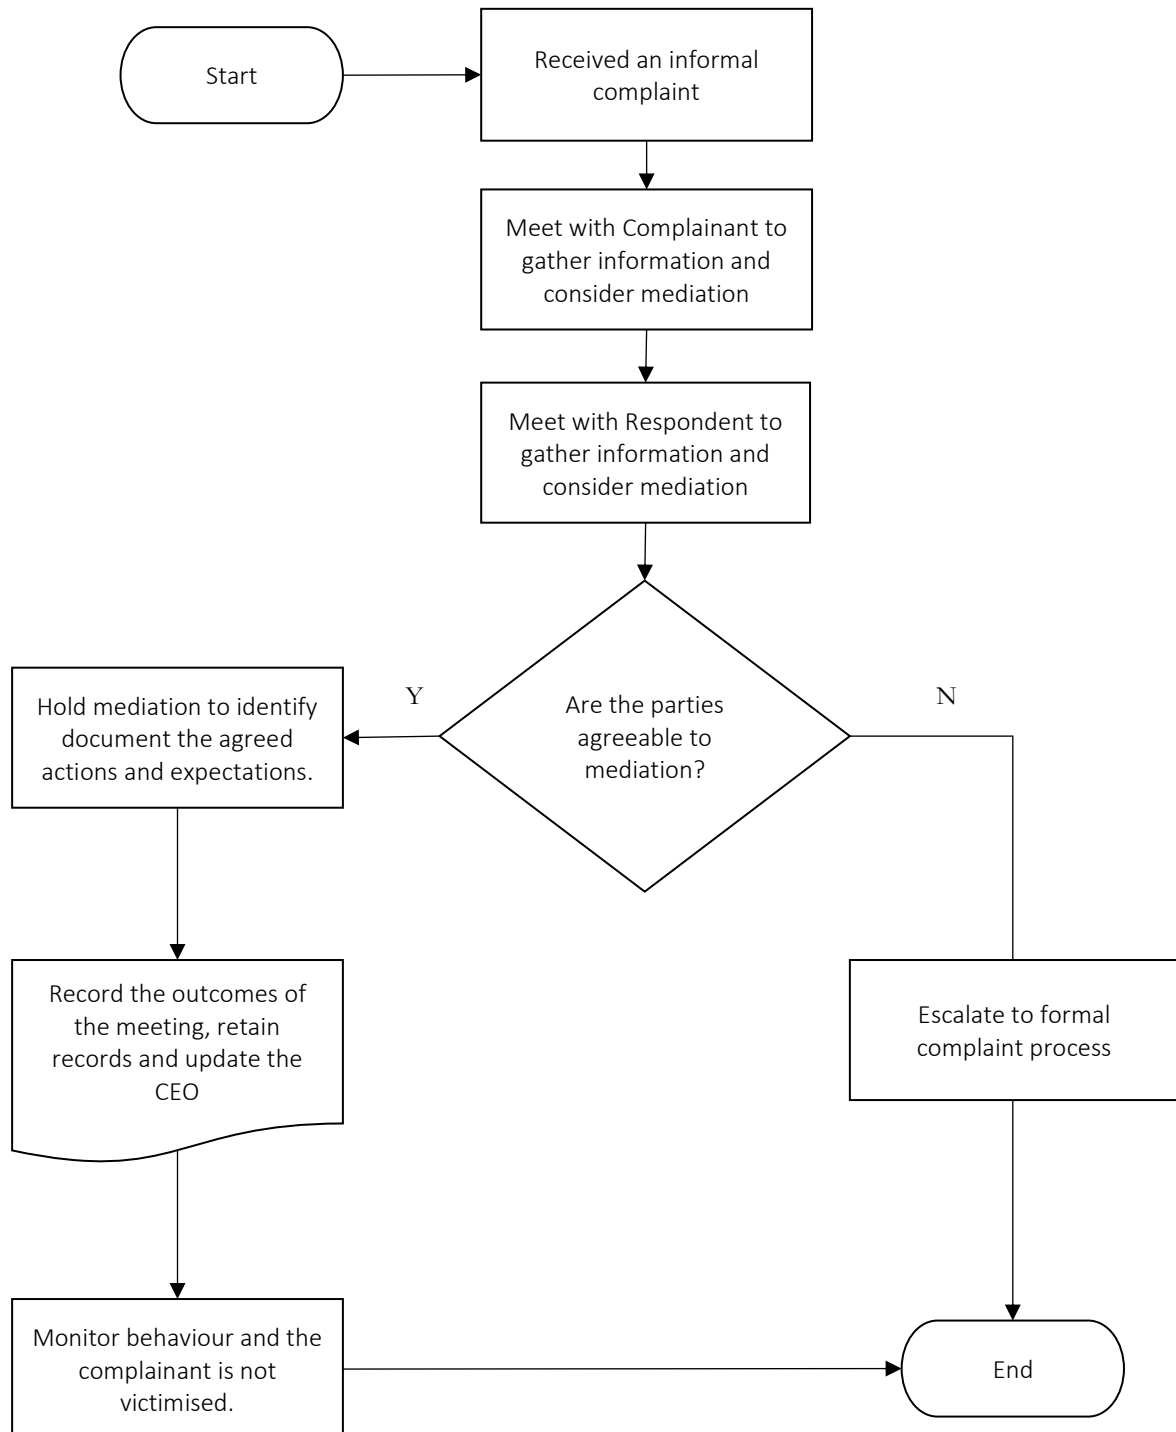 Start
Received an informal
complaint
Meet with Complainant to
gather information and
consider mediation
Meet with Respondent to
gather information and
consider mediation
Are the parties
agreeable to
mediation?
Y
N
Hold mediation to identify
document the agreed
actions and expectations.
Record the outcomes of
the meeting, retain
records and update the
CEO
Escalate to formal
complaint process
Monitor behaviour and the
complainant is not
victimised.
End